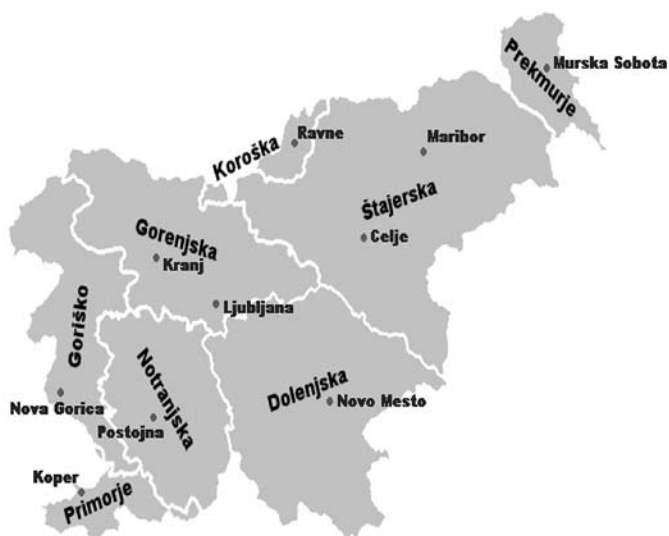 Prekmurje
Murska Sobota
Ravne
Maribor
Koroška
Štajerska
Gorenjska
Celje
Kranj
Ljubljana
Goriško
Notranjska
Dolenjska
Nova Gorica
Novo Mesto
Postojna
Koper
Primorje